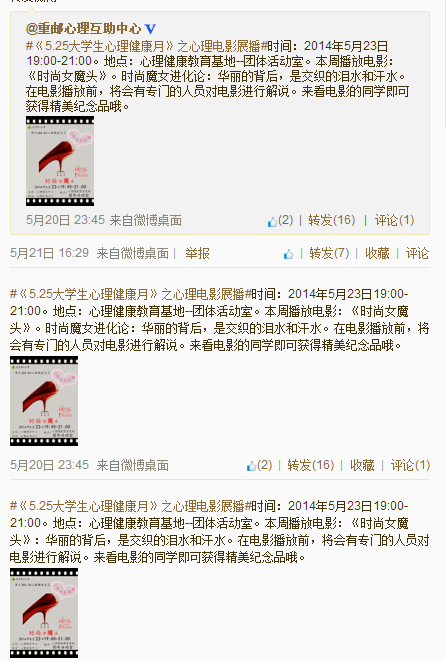 @重邮心理互助中心
#《5.25大学生心理健康月》之心理电影展播#时间：2014年5月23日
19:00-21:00。地点：心理健康教育基地--团体活动室。本周播放电影：
《时尚女魔头》。时尚魔女进化论：华丽的背后，是交织的泪水和汗水。
在电影播放前，将会有专门的人员对电影进行解说。来看电影的同学即可
获得精美纪念品哦。
5月20日 23:45 来自微博桌面 (2) | 转发(16) | 评论(1)
5月21日 16:29 来自微博桌面 | 举报 | 转发(7) | 收藏 | 评论
#《5.25大学生心理健康月》之心理电影展播#时间：2014年5月23日19:00-
21:00。地点：心理健康教育基地--团体活动室。本周播放电影：《时尚女魔
头》。时尚魔女进化论：华丽的背后，是交织的泪水和汗水。在电影播放前，将
会有专门的人员对电影进行解说。来看电影的同学即可获得精美纪念品哦。
5月20日 23:45 来自微博桌面 (2) | 转发(16) | 收藏 | 评论(1)
#《5.25大学生心理健康月》之心理电影展播#时间：2014年5月23日19:00-
21:00。地点：心理健康教育基地--团体活动室。本周播放电影：《时尚女魔
头》：华丽的背后，是交织的泪水和汗水。在电影播放前，将会有专门的人员对
电影进行解说。来看电影的同学即可获得精美纪念品哦。